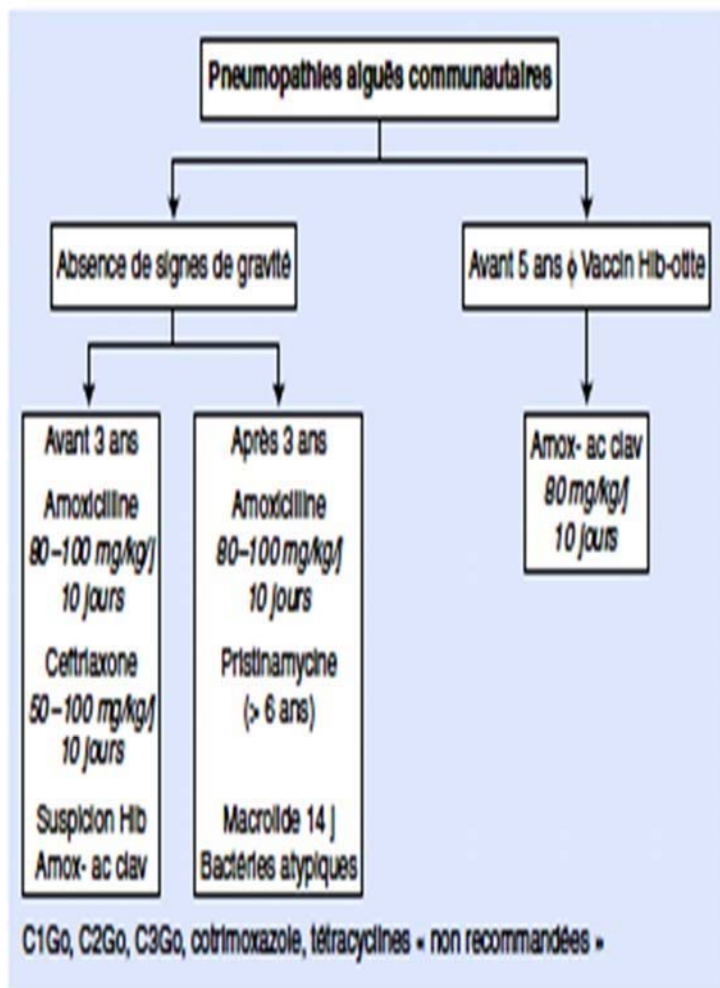 Pneumopathies aiguës communautaires
Absence de signes de gravité
Avant 5 ans ϕ Vaccin Hib-otite
Avant 3 ans
Amoxicilline
80–100 mg/kg/j
10 jours
Ceftriaxone
50–100 mg/kg/j
10 jours
Suspicion Hib
Amox- ac clav
Après 3 ans
Amoxicilline
80–100 mg/kg/j
10 jours
Pristinamycine
(> 6 ans)
Macrolide 14 j
Bactéries atypiques
Amox- ac clav
80 mg/kg/j
10 jours
C1Go, C2Go, C3Go, cotrimoxazole, tétracyclines « non recommandées »